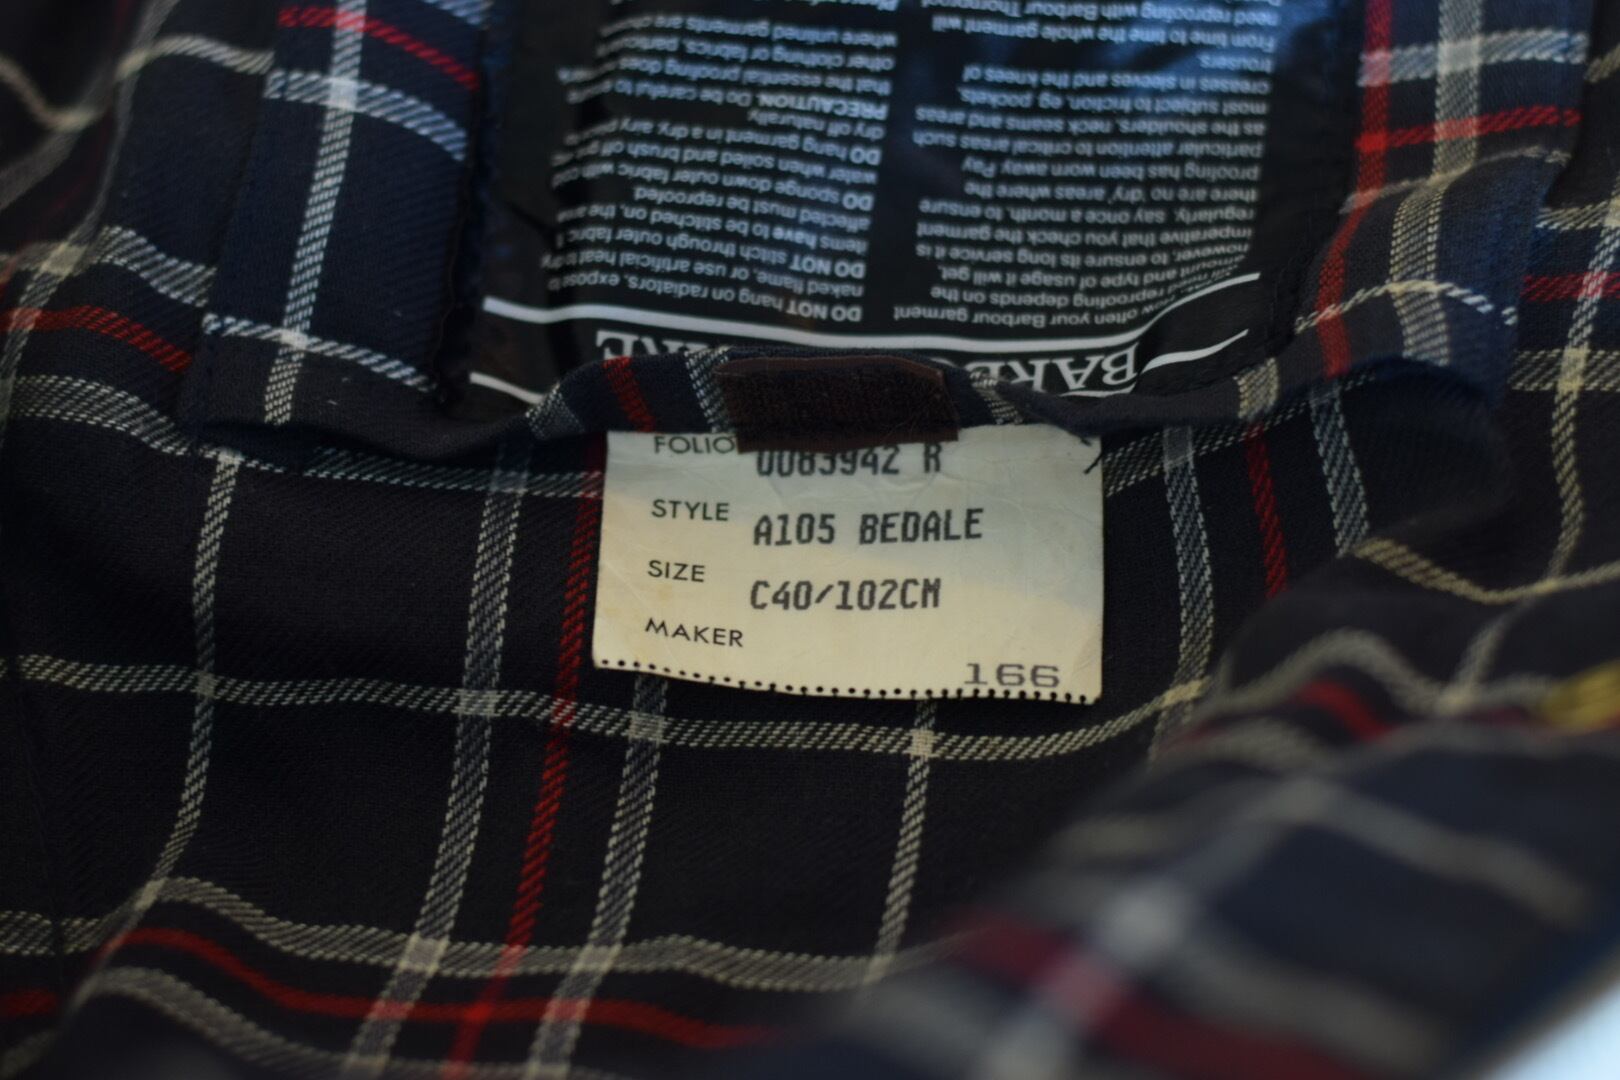 FOLIO 0083942 R
STYLE A105 BEDALE
SIZE C40/102CM
MAKER
166
often your Barbour garment
reproofing depends on the
amount and type of usage it will get,
however, to ensure its long service it is
imperative that you check the garment
regularly, say once a month, to ensure
there are no 'dry' areas where the
proofing has been worn away. Pay
particular attention to critical areas such
as the shoulders, neck seams and areas
most subject to friction, eg. pockets,
creases in sleeves and the knees of
trousers.
From time to time the whole garment will
need reproofing with Barbour Thornproof
DO NOT hang on radiators, expose to
naked flame, or use artificial heat to dry
DO NOT stitch through outer fabric
items have to be stitched on, the area
affected must be reproofed.
DO sponge down outer fabric with
water when soiled and brush off
DO hang garment in a dry, airy
dry off naturally.
PRECAUTION. Do be careful to
that the essential proofing does
other clothing or fabrics,
where unlined garments are